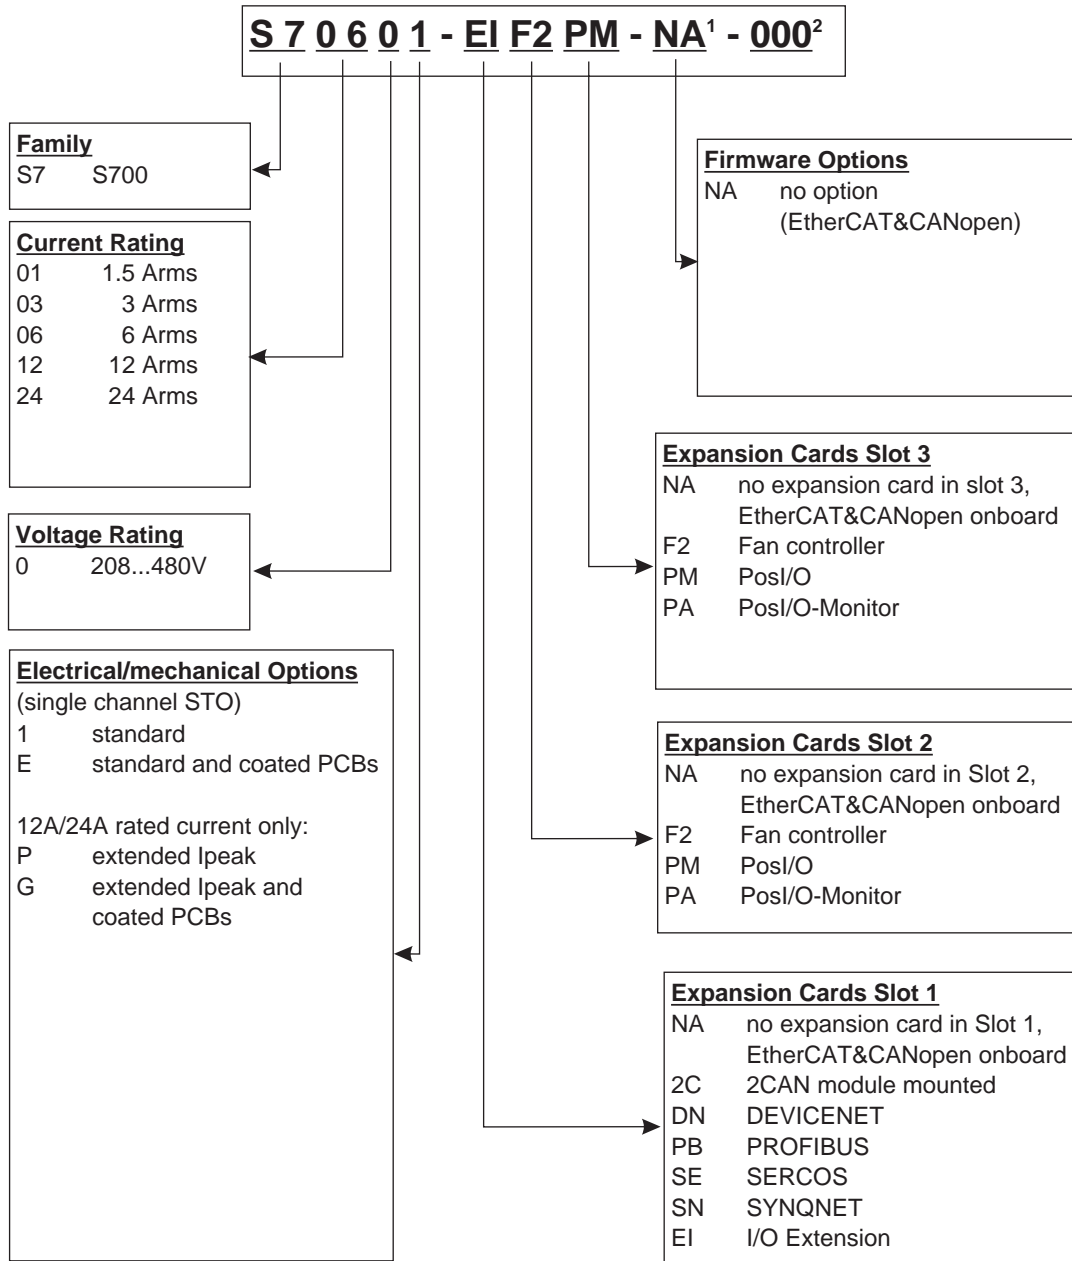 S 7 0 6 0 1 - EI F2 PM - NA¹ - 000²
Family
S7 S700
Current Rating
01 1.5 Arms
03 3 Arms
06 6 Arms
12 12 Arms
24 24 Arms
Voltage Rating
0 208...480V
Electrical/mechanical Options
(single channel STO)
1 standard
E standard and coated PCBs
12A/24A rated current only:
P extended Ipeak
G extended Ipeak and
coated PCBs
Firmware Options
NA no option
(EtherCAT&CANopen)
Expansion Cards Slot 3
NA no expansion card in slot 3,
EtherCAT&CANopen onboard
F2 Fan controller
PM PosI/O
PA PosI/O-Monitor
Expansion Cards Slot 2
NA no expansion card in Slot 2,
EtherCAT&CANopen onboard
F2 Fan controller
PM PosI/O
PA PosI/O-Monitor
Expansion Cards Slot 1
NA no expansion card in Slot 1,
EtherCAT&CANopen onboard
2C 2CAN module mounted
DN DEVICENET
PB PROFIBUS
SE SERCOS
SN SYNQNET
EI I/O Extension